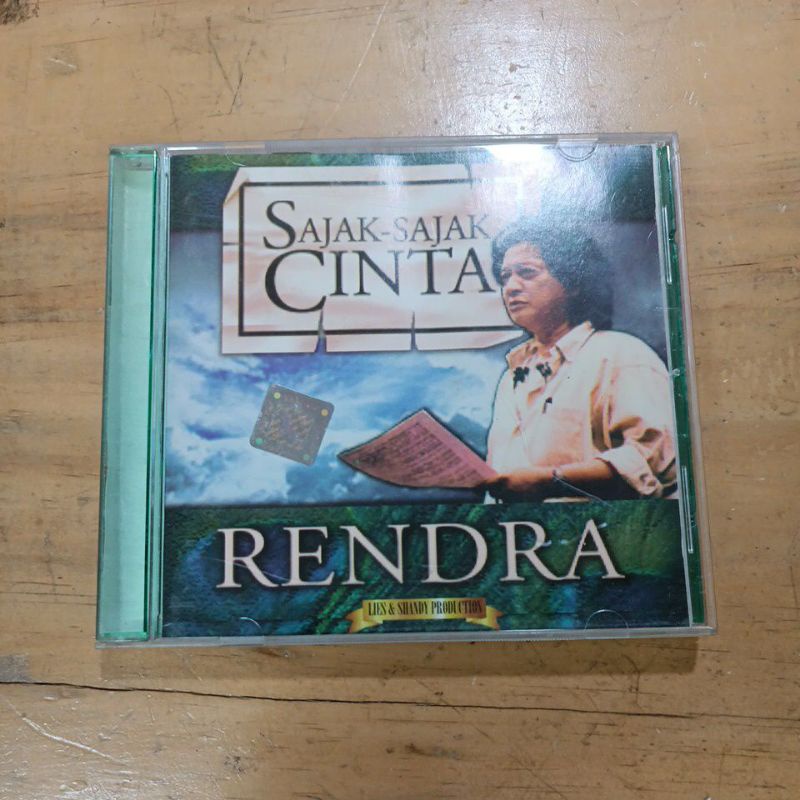 SAJAK-SAJAK
CINTA
RENDRA
LIES & SHANDY PRODUCTION